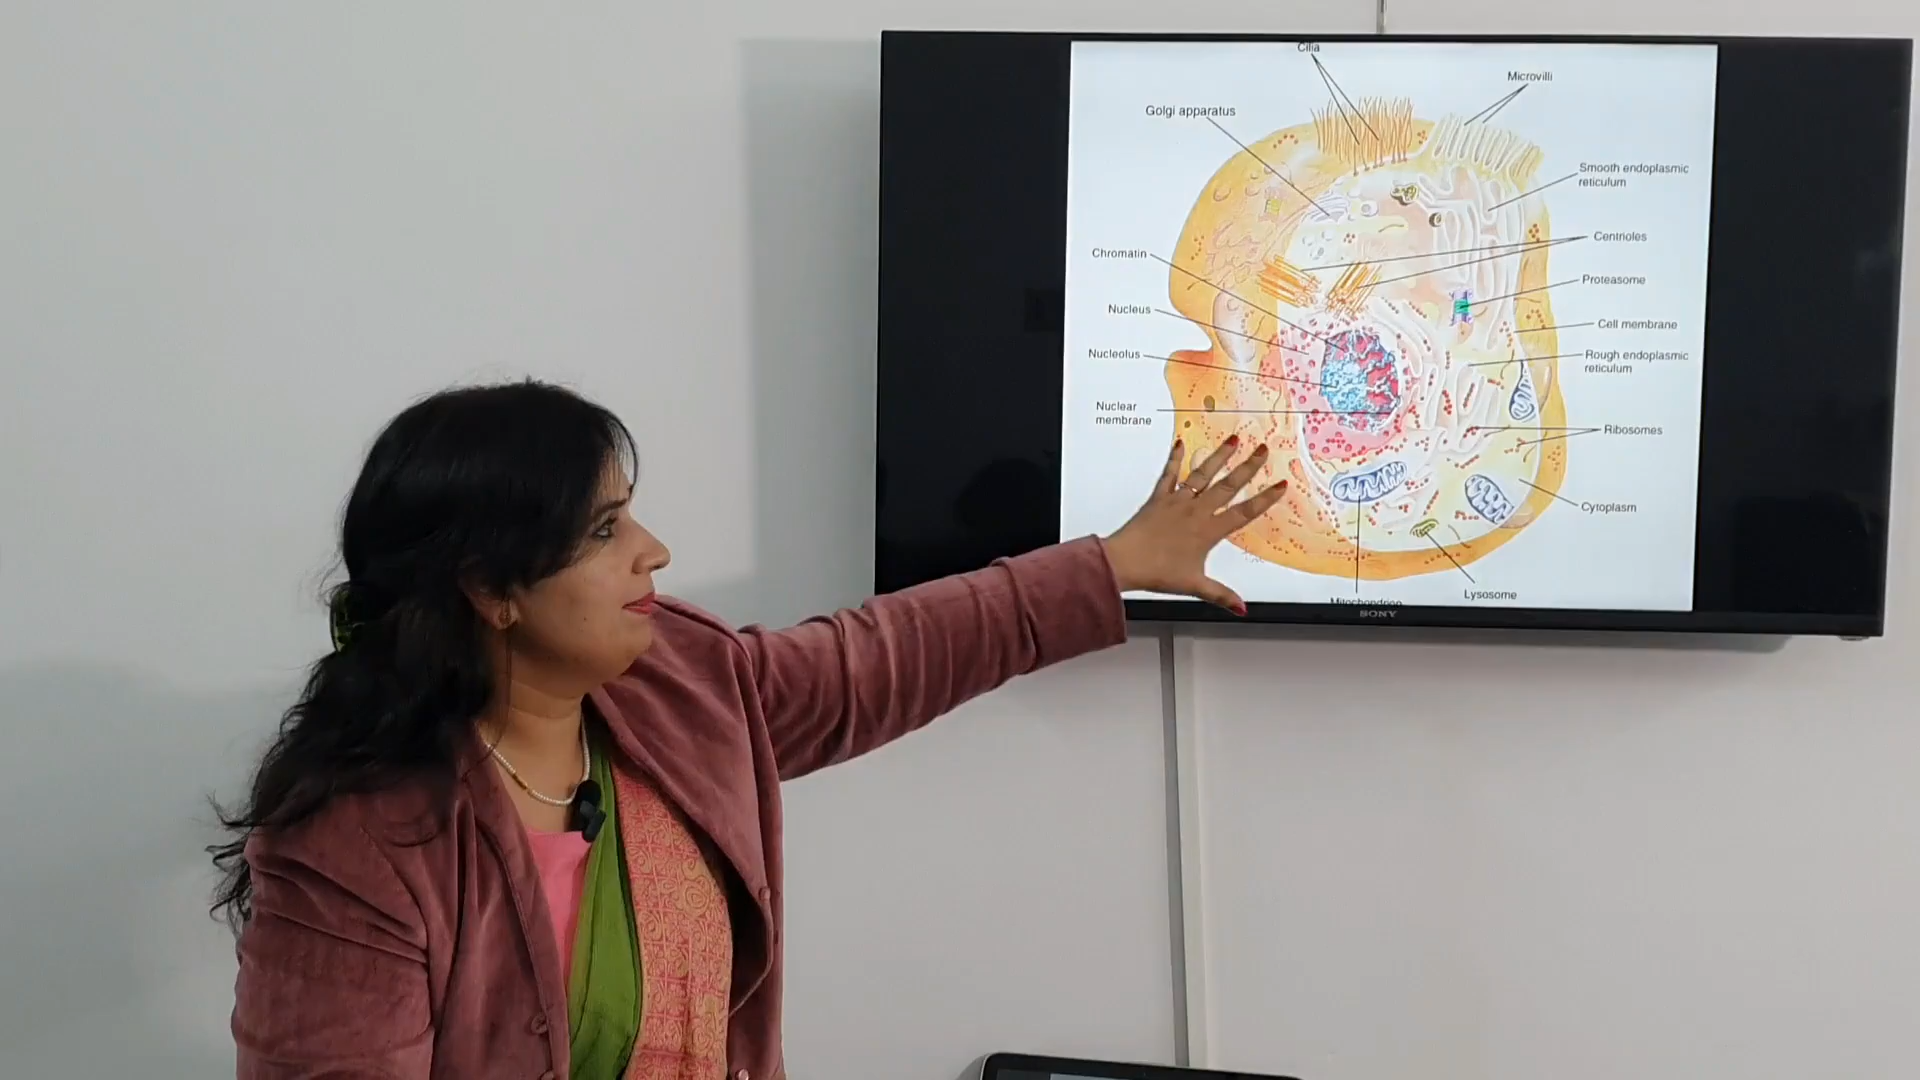 Cilia
Microvilli
Golgi apparatus
Smooth endoplasmic
reticulum
Centrioles
Chromatin
Proteasome
Nucleus
Cell membrane
Nucleolus
Rough endoplasmic
reticulum
Nuclear
membrane
Ribosomes
Cytoplasm
Lysosome
Mitochondrion
SONY